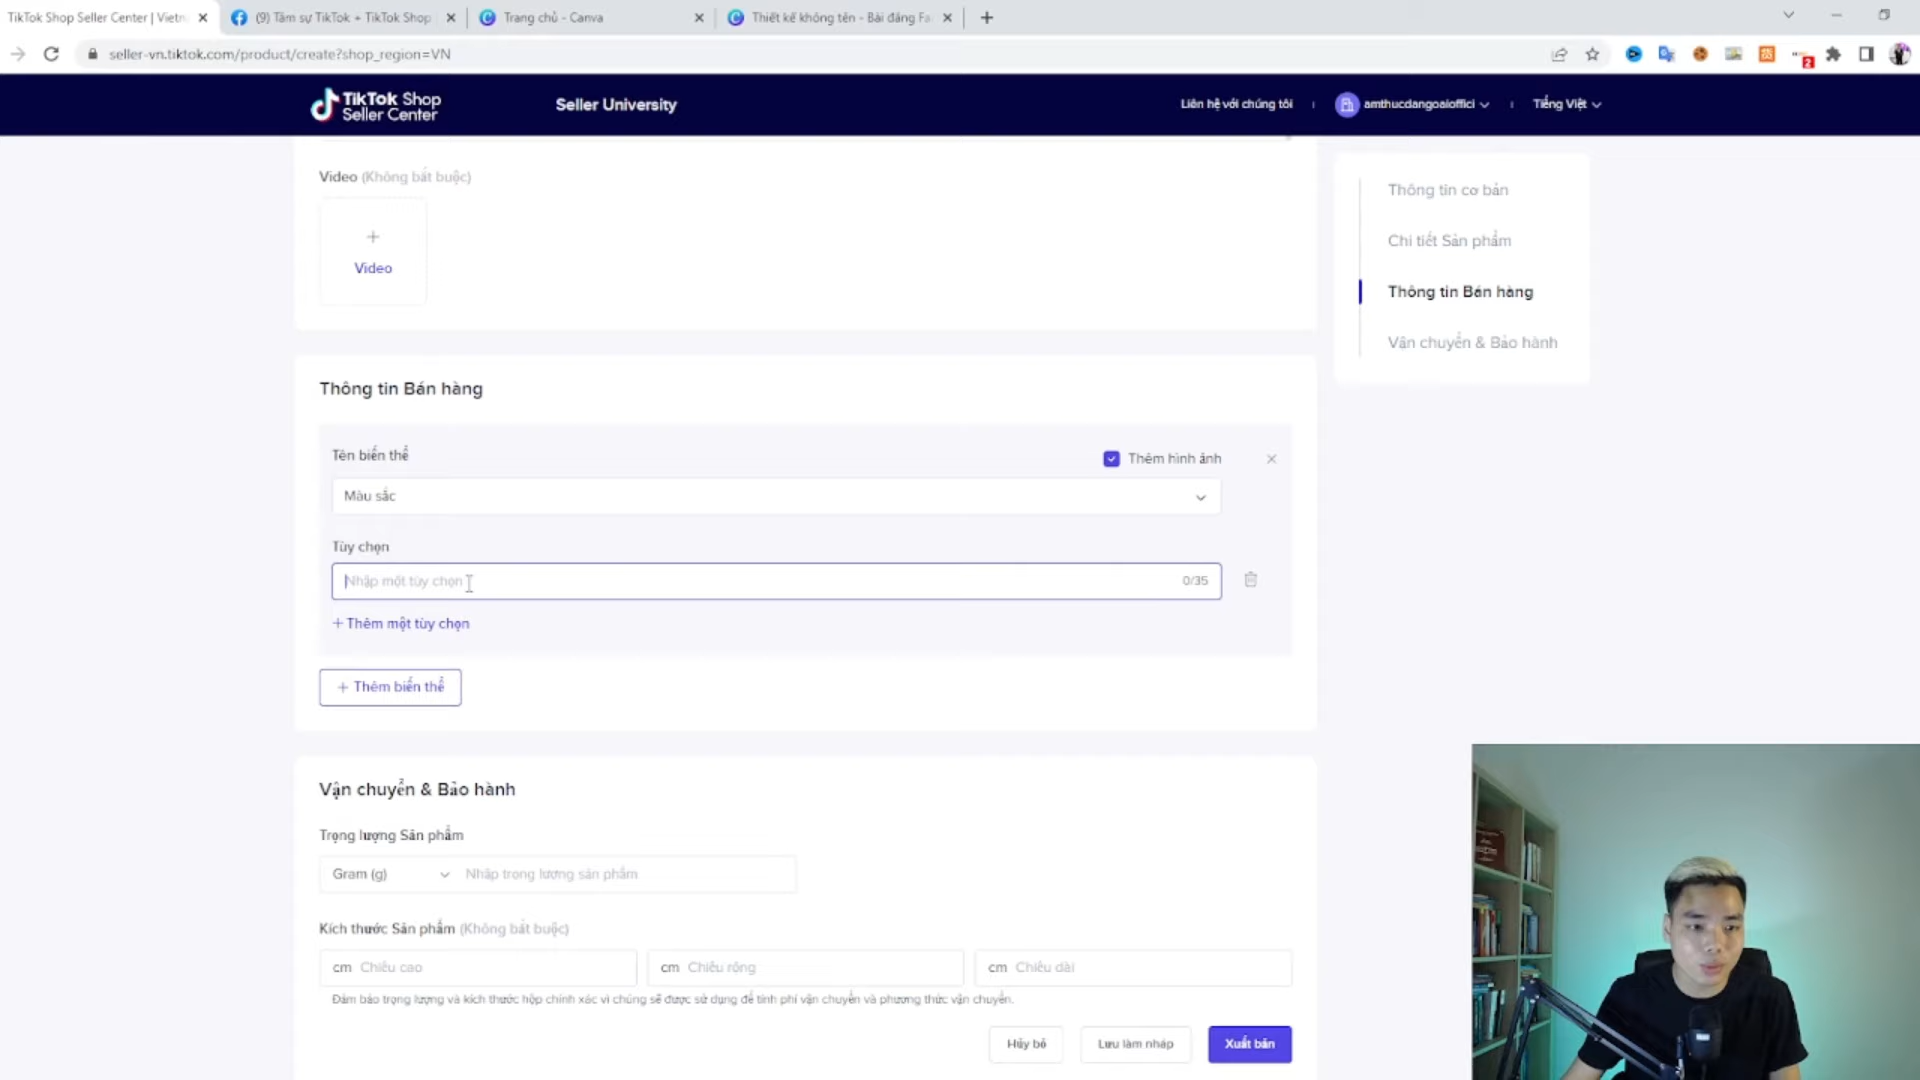 TikTok Shop Seller Center | Vietn
(9) Tâm sự TikTok + TikTok Shop
Trang chủ - Canva
Thiết kế không tên - Bài đăng Fa
seller-vn.tiktok.com/product/create?shop_region=VN
2
TikTok Shop
Seller Center
Seller University
Liên hệ với chúng tôi
amthucdangoaioffici
Tiếng Việt
Video (Không bắt buộc)
+
Video
Thông tin cơ bản
Chi tiết Sản phẩm
Thông tin Bán hàng
Vận chuyển & Bảo hành
Thông tin Bán hàng
Tên biến thể
Thêm hình ảnh
Màu sắc
Tùy chọn
Nhập một tùy chọn
0/35
+ Thêm một tùy chọn
+ Thêm biến thể
Vận chuyển & Bảo hành
Trọng lượng Sản phẩm
Gram (g)
Nhập trọng lượng sản phẩm
Kích thước Sản phẩm (Không bắt buộc)
cm Chiều cao
cm Chiều rộng
cm Chiều dài
Đảm bảo trọng lượng và kích thước hộp chính xác vì chúng sẽ được sử dụng để tính phí vận chuyển và phương thức vận chuyển.
Hủy bỏ
Lưu làm nháp
Xuất bản